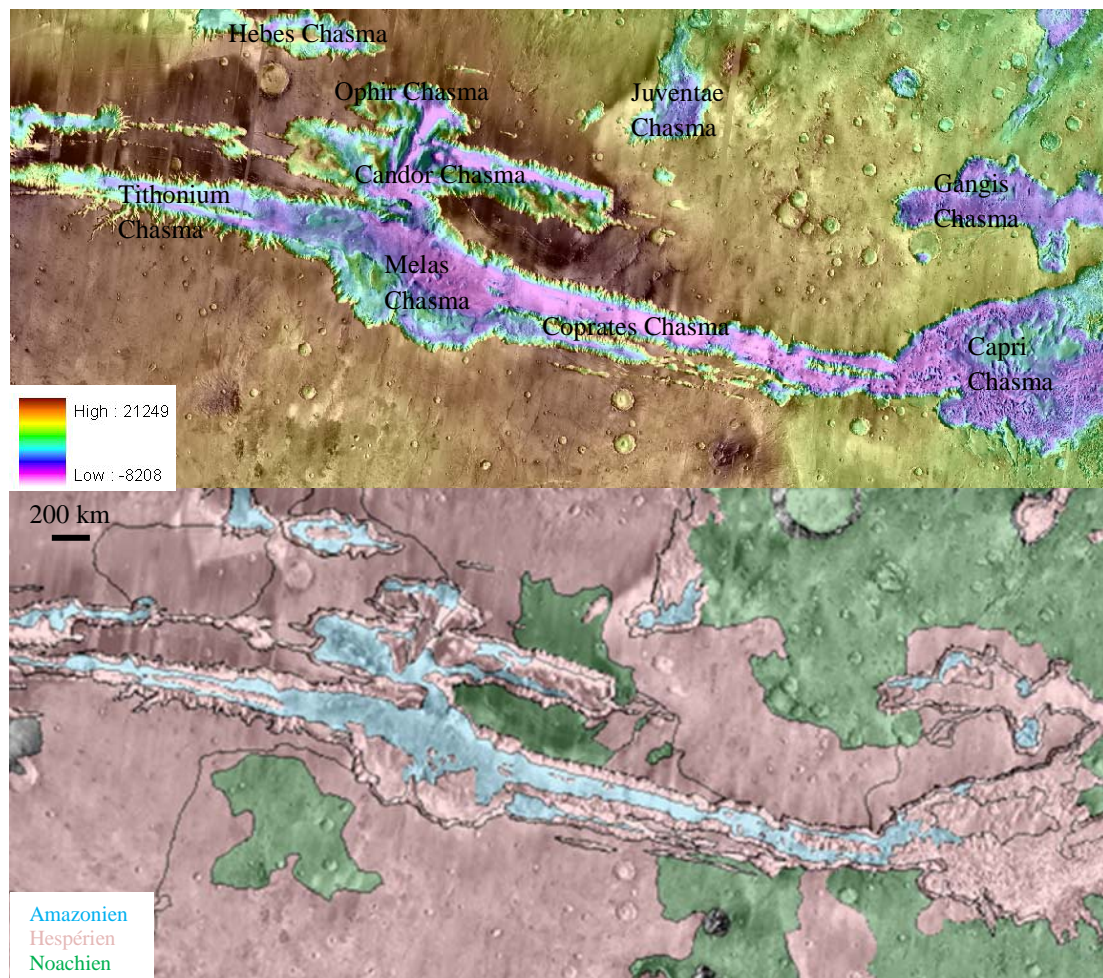 Hebes Chasma
Ophir Chasma
Juventae
Chasma
Candor Chasma
Tithonium
Chasma
Gangis
Chasma
Melas
Chasma
Coprates Chasma
Capri
Chasma
High : 21249
Low : -8208
200 km
Amazonien
Hespérien
Noachien